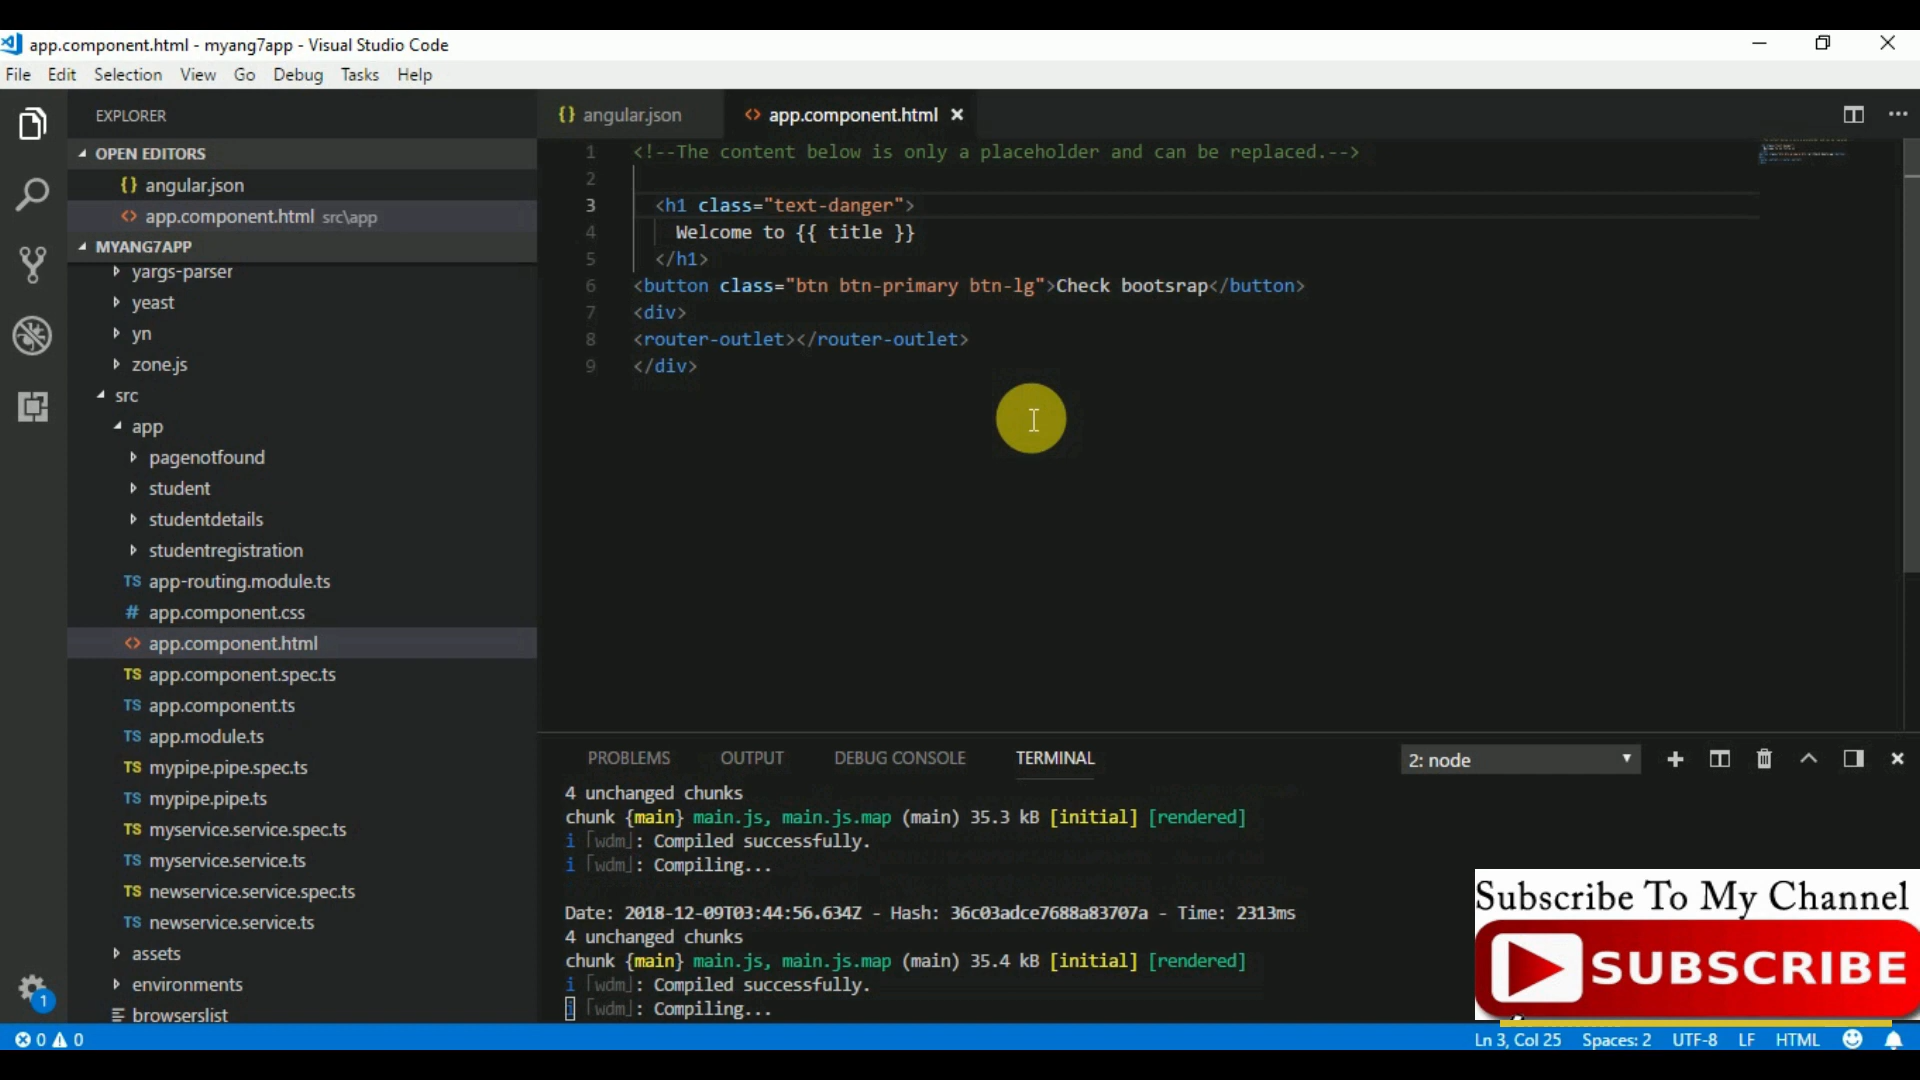 app.component.html - myang7app - Visual Studio Code
File Edit Selection View Go Debug Tasks Help
EXPLORER
OPEN EDITORS
{} angular.json
<> app.component.html src\app
MYANG7APP
yargs-parser
yeast
yn
zone.js
src
app
pagenotfound
student
studentdetails
studentregistration
TS app-routing.module.ts
# app.component.css
<> app.component.html
TS app.component.spec.ts
TS app.component.ts
TS app.module.ts
TS mypipe.pipe.spec.ts
TS mypipe.pipe.ts
TS myservice.service.spec.ts
TS myservice.service.ts
TS newservice.service.spec.ts
TS newservice.service.ts
assets
environments
browserslist
{} angular.json <> app.component.html
1 <!--The content below is only a placeholder and can be replaced.-->
2
3 <h1 class="text-danger">
4 Welcome to {{ title }}
5 </h1>
6 <button class="btn btn-primary btn-lg">Check bootsrap</button>
7 <div>
8 <router-outlet></router-outlet>
9 </div>
PROBLEMS OUTPUT DEBUG CONSOLE TERMINAL 2: node
4 unchanged chunks
chunk {main} main.js, main.js.map (main) 35.3 kB [initial] [rendered]
i ｢wdm｣: Compiled successfully.
i ｢wdm｣: Compiling...
Date: 2018-12-09T03:44:56.634Z - Hash: 36c03adce7688a83707a - Time: 2313ms
4 unchanged chunks
chunk {main} main.js, main.js.map (main) 35.4 kB [initial] [rendered]
i ｢wdm｣: Compiled successfully.
i ｢wdm｣: Compiling...
Subscribe To My Channel
SUBSCRIBE
1
0 0 Ln 3, Col 25 Spaces: 2 UTF-8 LF HTML